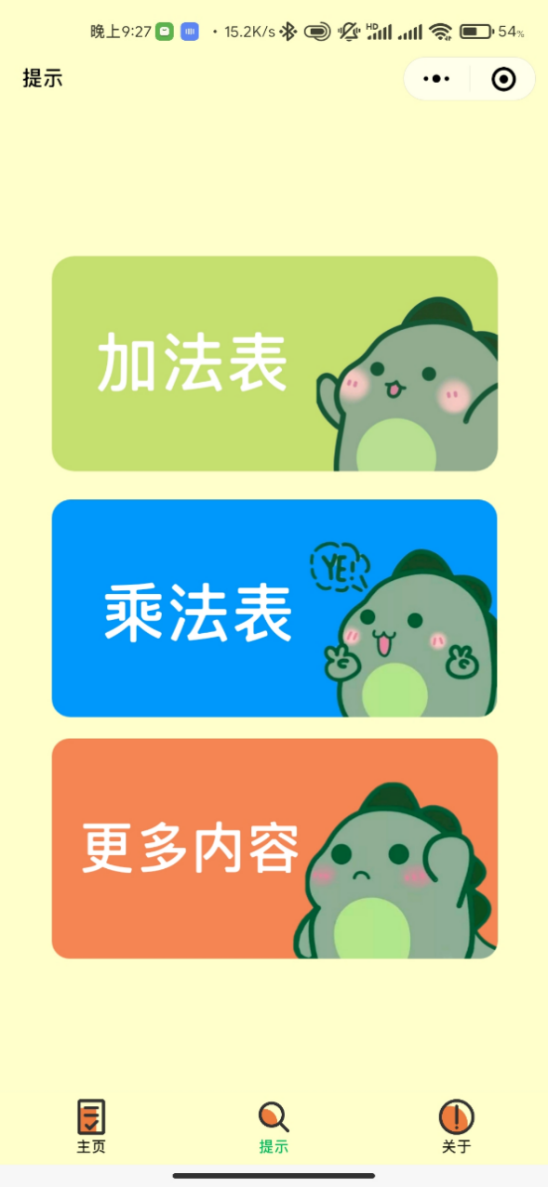 晚上9:27 · 15.2K/s HD 54%
提示
加法表
YE!
乘法表
更多内容
主页
提示
关于